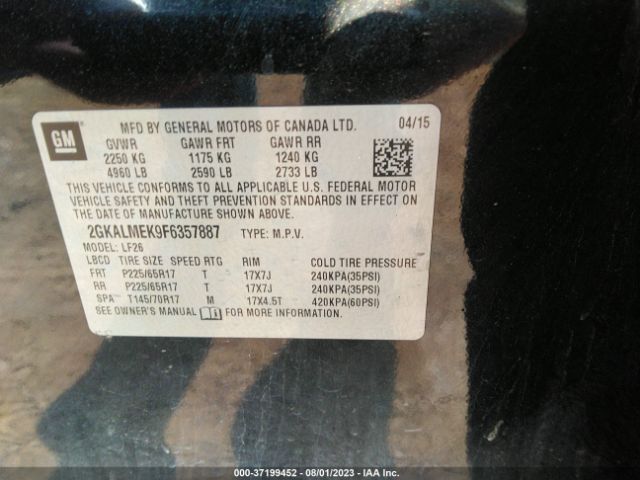 GM
MFD BY GENERAL MOTORS OF CANADA LTD. 04/15
GVWR GAWR FRT GAWR RR
2250 KG 1175 KG 1240 KG
4960 LB 2590 LB 2733 LB
THIS VEHICLE CONFORMS TO ALL APPLICABLE U.S. FEDERAL MOTOR
VEHICLE SAFETY AND THEFT PREVENTION STANDARDS IN EFFECT ON
THE DATE OF MANUFACTURE SHOWN ABOVE.
2GKALMEK9F6357887 TYPE: M.P.V.
MODEL: LF26
LBCD TIRE SIZE SPEED RTG RIM COLD TIRE PRESSURE
FRT P225/65R17 T 17X7J 240KPA(35PSI)
RR P225/65R17 T 17X7J 240KPA(35PSI)
SPA T145/70R17 M 17X4.5T 420KPA(60PSI)
SEE OWNER'S MANUAL FOR MORE INFORMATION.
000-37199452 - 08/01/2023 - IAA Inc.